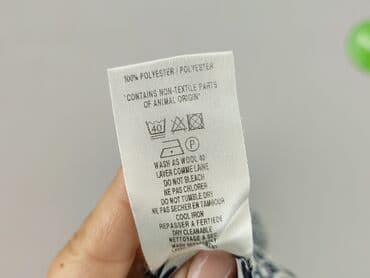 100% POLYESTER / POLYESTER
"CONTAINS NON-TEXTILE PARTS
OF ANIMAL ORIGIN"
40
P
WASH AS WOOL 40
LAVER COMME LAINE
DO NOT BLEACH
NE PAS CHLORER
DO NOT TUMBLE DRY
NE PAS SECHER EN TAMBOUR
COOL IRON
REPASSER A FERTIEDE
DRY CLEANABLE
NETTOYAGE A SEC
WASH